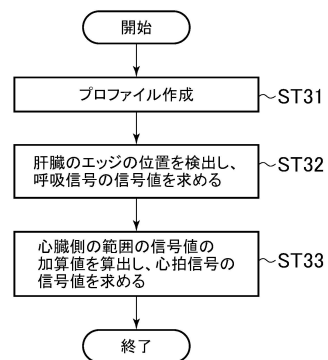 開始
プロファイル作成
ST31
肝臓のエッジの位置を検出し、
呼吸信号の信号値を求める
ST32
心臓側の範囲の信号値の
加算値を算出し、心拍信号の
信号値を求める
ST33
終了